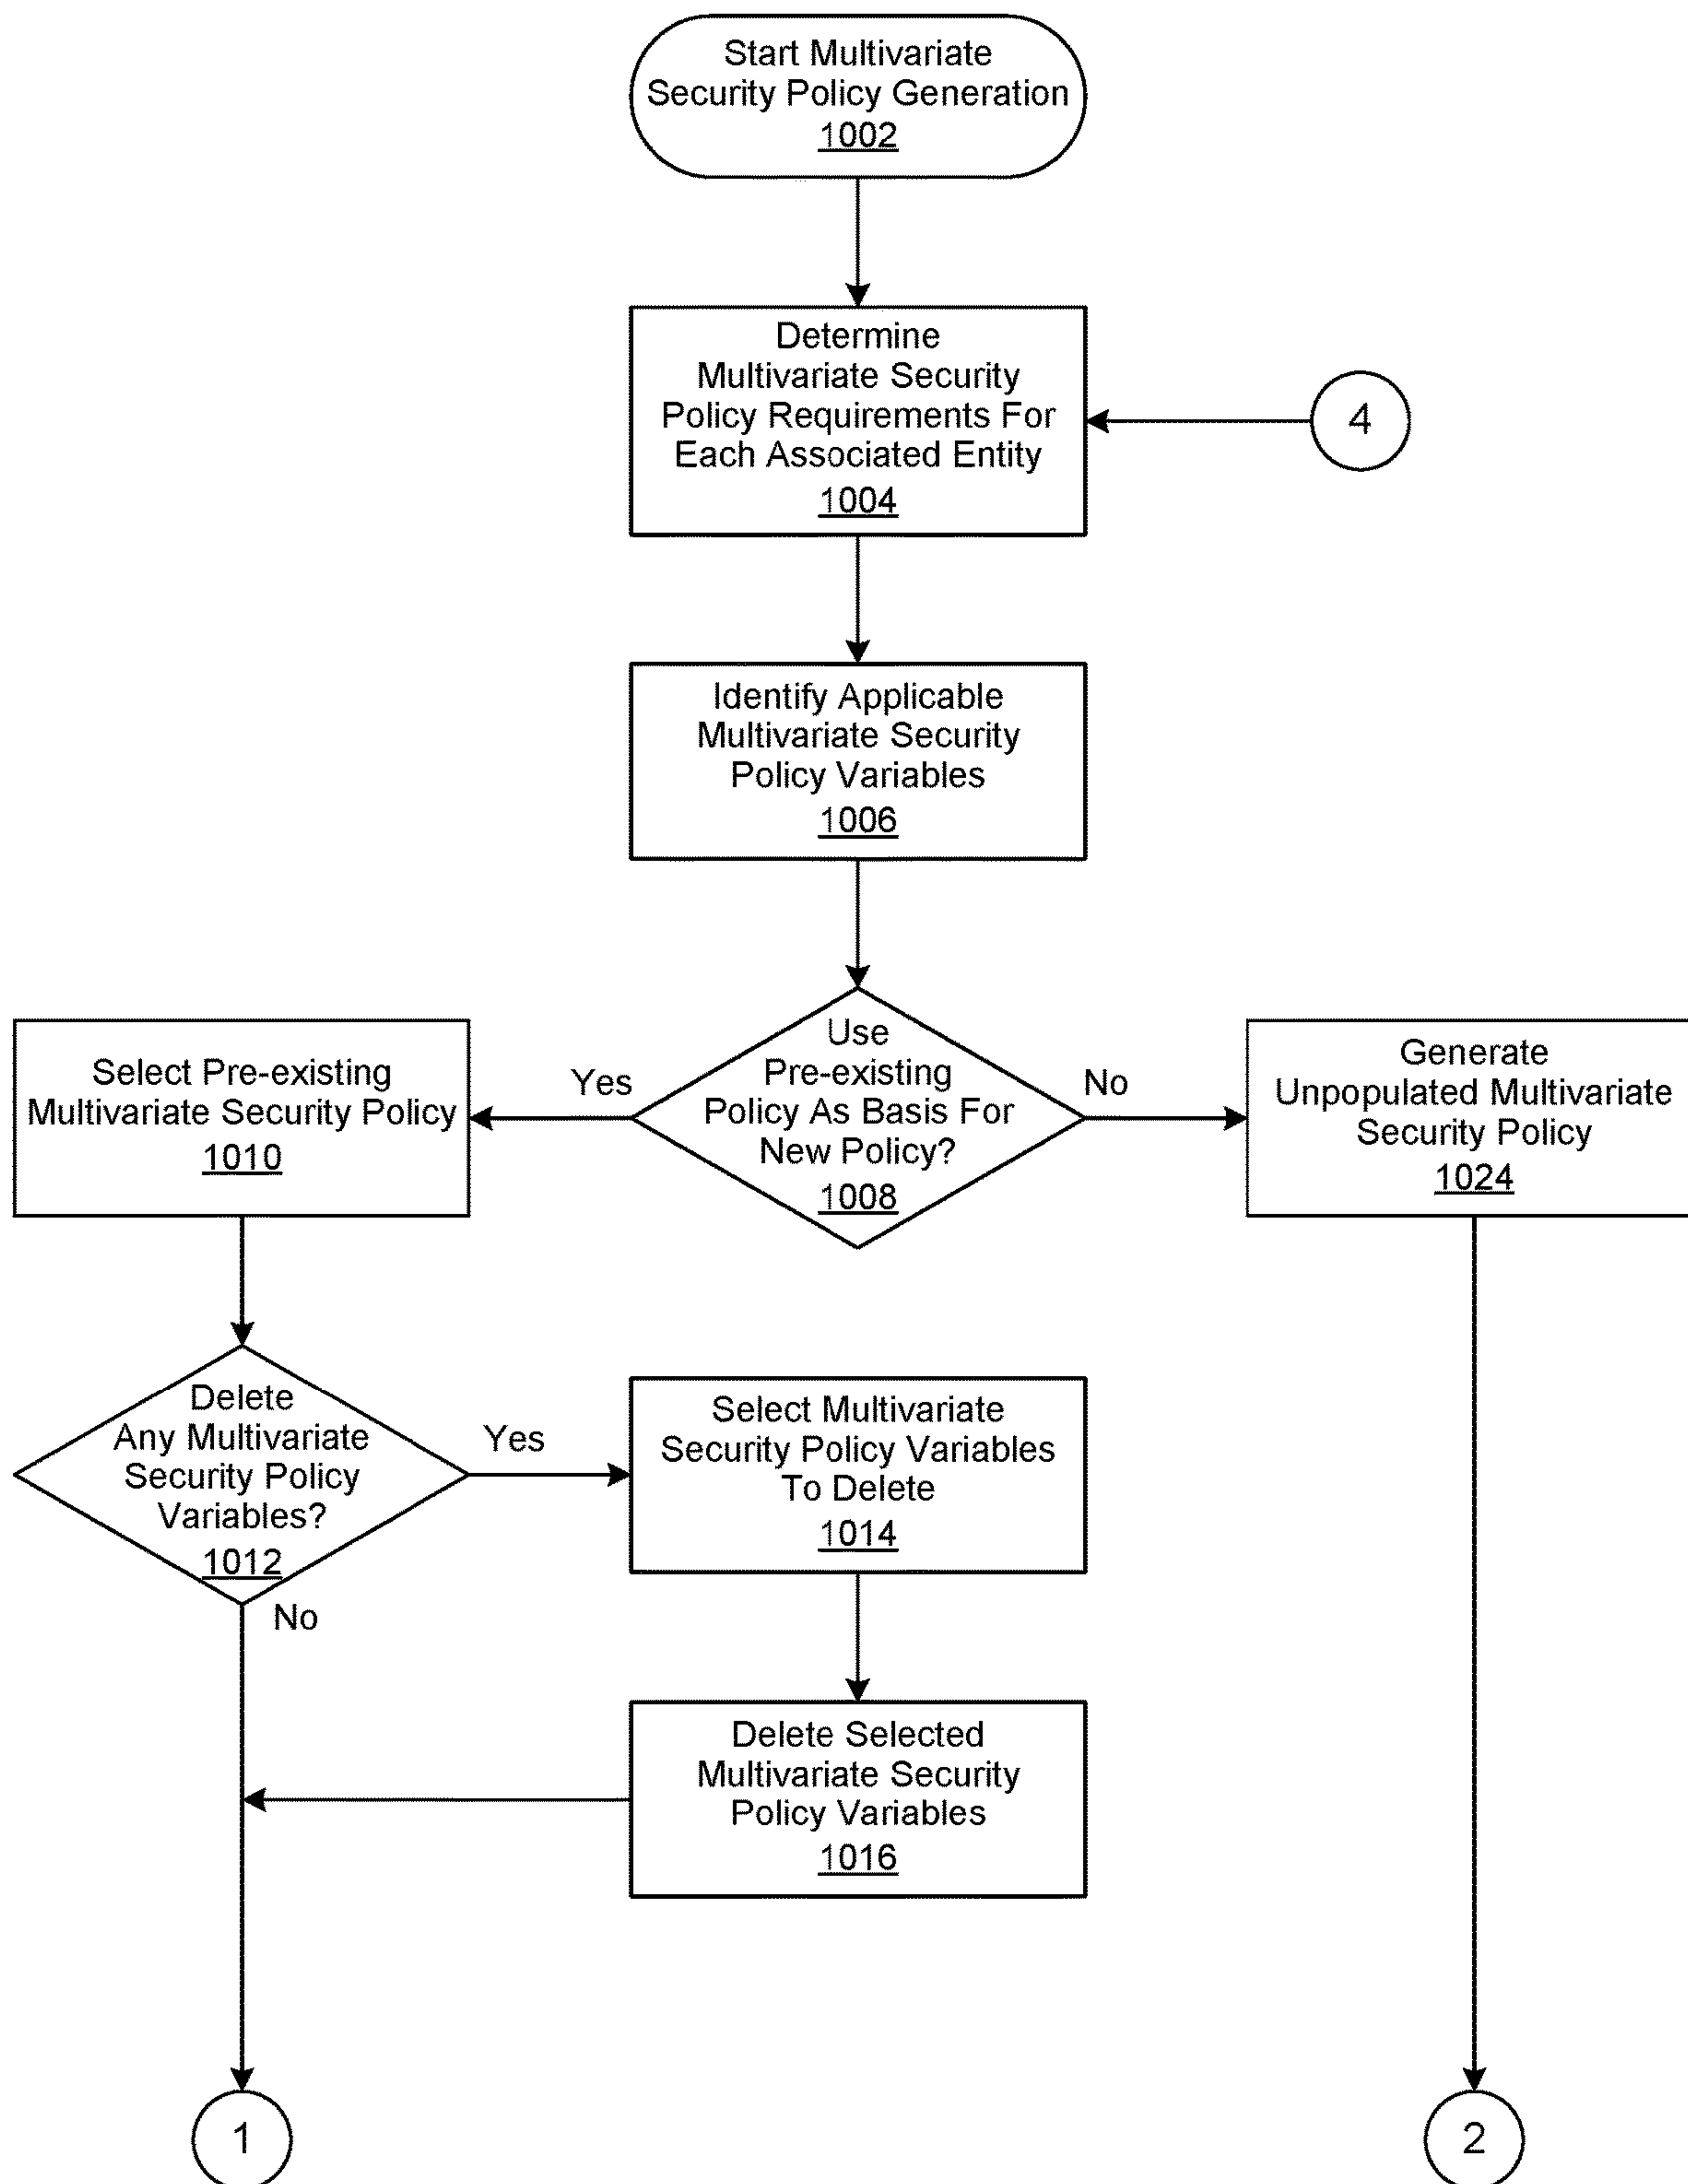 Start Multivariate
Security Policy Generation
1002
Determine
Multivariate Security
Policy Requirements For
Each Associated Entity
1004
4
Identify Applicable
Multivariate Security
Policy Variables
1006
Use
Pre-existing
Policy As Basis For
New Policy?
1008
Yes
No
Select Pre-existing
Multivariate Security Policy
1010
Generate
Unpopulated Multivariate
Security Policy
1024
Delete
Any Multivariate
Security Policy
Variables?
1012
Yes
No
Select Multivariate
Security Policy Variables
To Delete
1014
Delete Selected
Multivariate Security
Policy Variables
1016
1
2